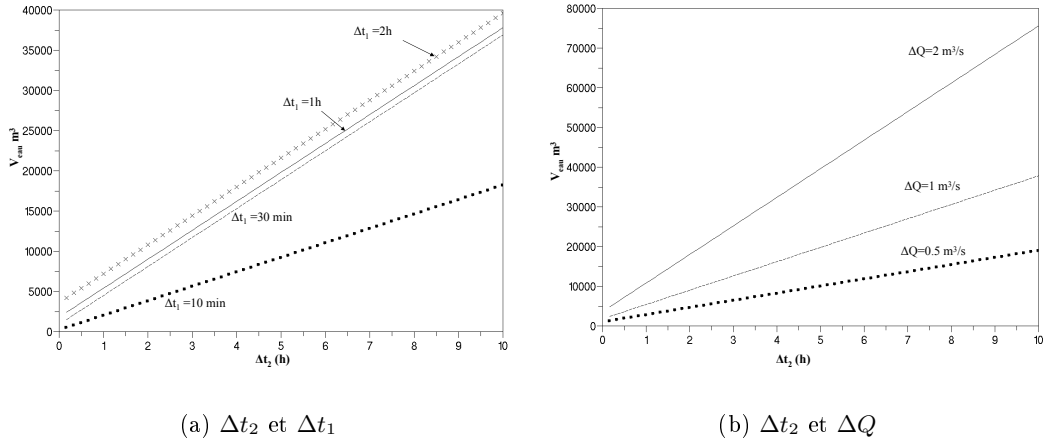 40000
35000
30000
25000
20000
15000
10000
5000
0
V_eau m³
Δt₁ =2h
Δt₁ =1h
Δt₁ =30 min
Δt₁ =10 min
0 1 2 3 4 5 6 7 8 9 10
Δt₂ (h)
80000
70000
60000
50000
40000
30000
20000
10000
0
V_eau m³
ΔQ=2 m³/s
ΔQ=1 m³/s
ΔQ=0.5 m³/s
0 1 2 3 4 5 6 7 8 9 10
Δt₂ (h)
(a) Δt₂ et Δt₁
(b) Δt₂ et ΔQ